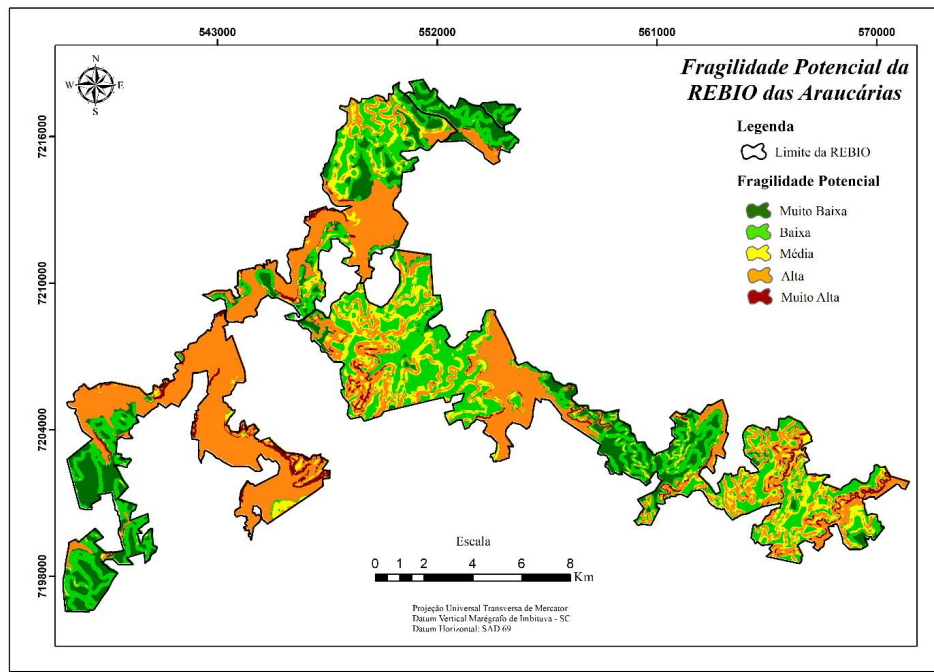 543000 552000 561000 570000
Fragilidade Potencial da
REBIO das Araucárias
N
W E
S
Legenda
Limite da REBIO
Fragilidade Potencial
Muito Baixa
Baixa
Média
Alta
Muito Alta
7216000
7210000
7204000
7198000
Escala
0 1 2 4 6 8
Km
Projeção Universal Transversa de Mercator
Datum Vertical Marégrafo de Imbituva - SC
Datum Horizontal: SAD 69